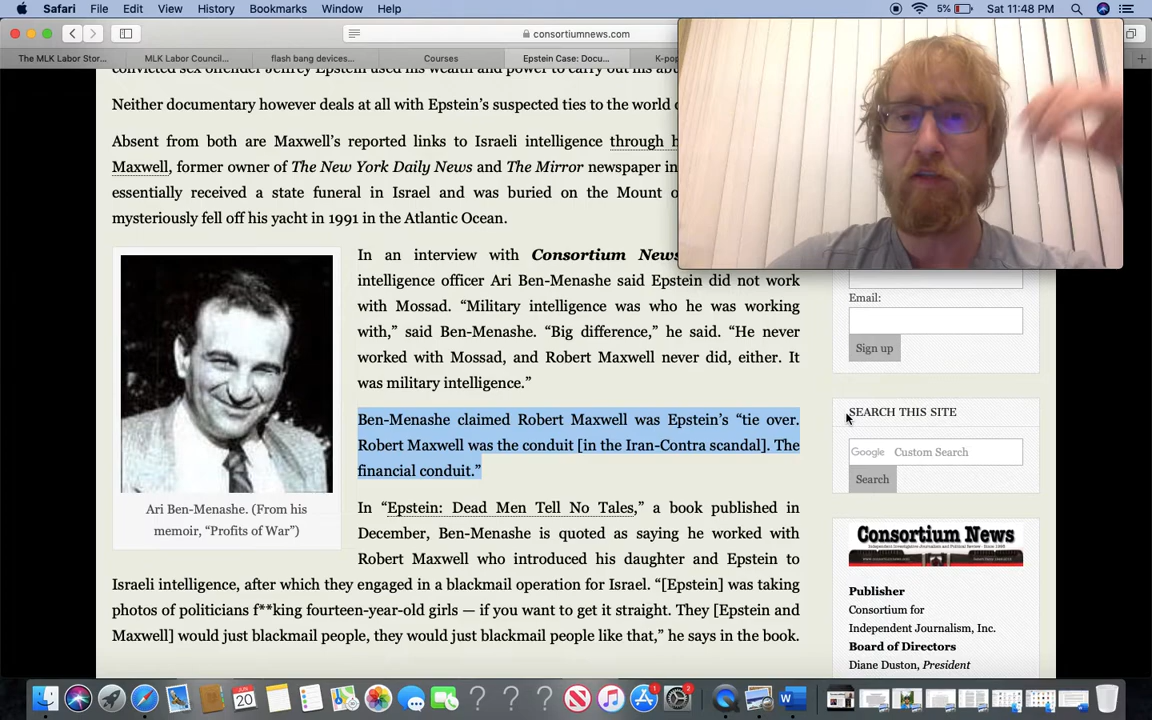 Safari File Edit View History Bookmarks Window Help 5% Sat 11:48 PM
consortiumnews.com
The MLK Labor Stor... MLK Labor Council... flash bang devices... Courses Epstein Case: Docu... K-pop
convicted sex offender Jeffrey Epstein used his wealth and power to carry out his
Neither documentary however deals at all with Epstein’s suspected ties to the world
Absent from both are Maxwell’s reported links to Israeli intelligence through
Maxwell, former owner of The New York Daily News and The Mirror newspaper in
essentially received a state funeral in Israel and was buried on the Mount
mysteriously fell off his yacht in 1991 in the Atlantic Ocean.
In an interview with Consortium News
intelligence officer Ari Ben-Menashe said Epstein did not work
with Mossad. “Military intelligence was who he was working
with,” said Ben-Menashe. “Big difference,” he said. “He never
worked with Mossad, and Robert Maxwell never did, either. It
was military intelligence.”
Ben-Menashe claimed Robert Maxwell was Epstein’s “tie over.
Robert Maxwell was the conduit [in the Iran-Contra scandal]. The
financial conduit.”
Ari Ben-Menashe. (From his
memoir, “Profits of War”)
In “Epstein: Dead Men Tell No Tales,” a book published in
December, Ben-Menashe is quoted as saying he worked with
Robert Maxwell who introduced his daughter and Epstein to
Israeli intelligence, after which they engaged in a blackmail operation for Israel. “[Epstein] was taking
photos of politicians f**king fourteen-year-old girls — if you want to get it straight. They [Epstein and
Maxwell] would just blackmail people, they would just blackmail people like that,” he says in the book.
Email:
Sign up
SEARCH THIS SITE
Google Custom Search
Search
Consortium News
Publisher
Consortium for
Independent Journalism, Inc.
Board of Directors
Diane Duston, President
JUN
20
1
2